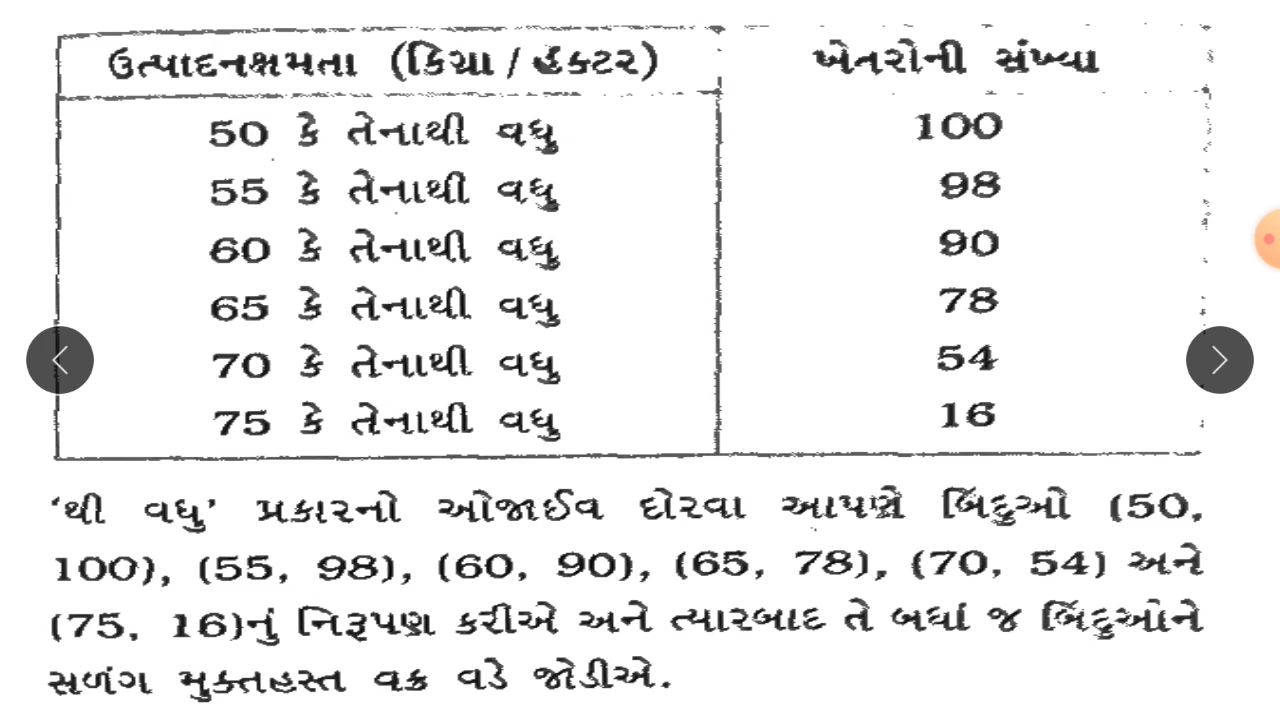 ઉત્પાદનક્ષમતા (કિગ્રા / હૅક્ટર) ખેતરોની સંખ્યા
50 કે તેનાથી વધુ 100
55 કે તેનાથી વધુ 98
60 કે તેનાથી વધુ 90
65 કે તેનાથી વધુ 78
70 કે તેનાથી વધુ 54
75 કે તેનાથી વધુ 16
‘થી વધુ’ પ્રકારનો ઓજાઈવ દોરવા આપણે બિંદુઓ (50,
100), (55, 98), (60, 90), (65, 78), (70, 54) અને
(75, 16)નું નિરૂપણ કરીએ અને ત્યારબાદ તે બધાં જ બિંદુઓને
સળંગ મુક્તહસ્ત વક્ર વડે જોડીએ.